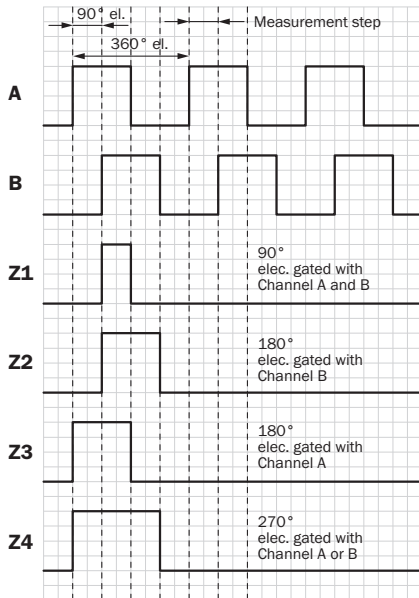 90° el.
Measurement step
360° el.
A
B
Z1
90°
elec. gated with
Channel A and B
Z2
180°
elec. gated with
Channel B
Z3
180°
elec. gated with
Channel A
Z4
270°
elec. gated with
Channel A or B